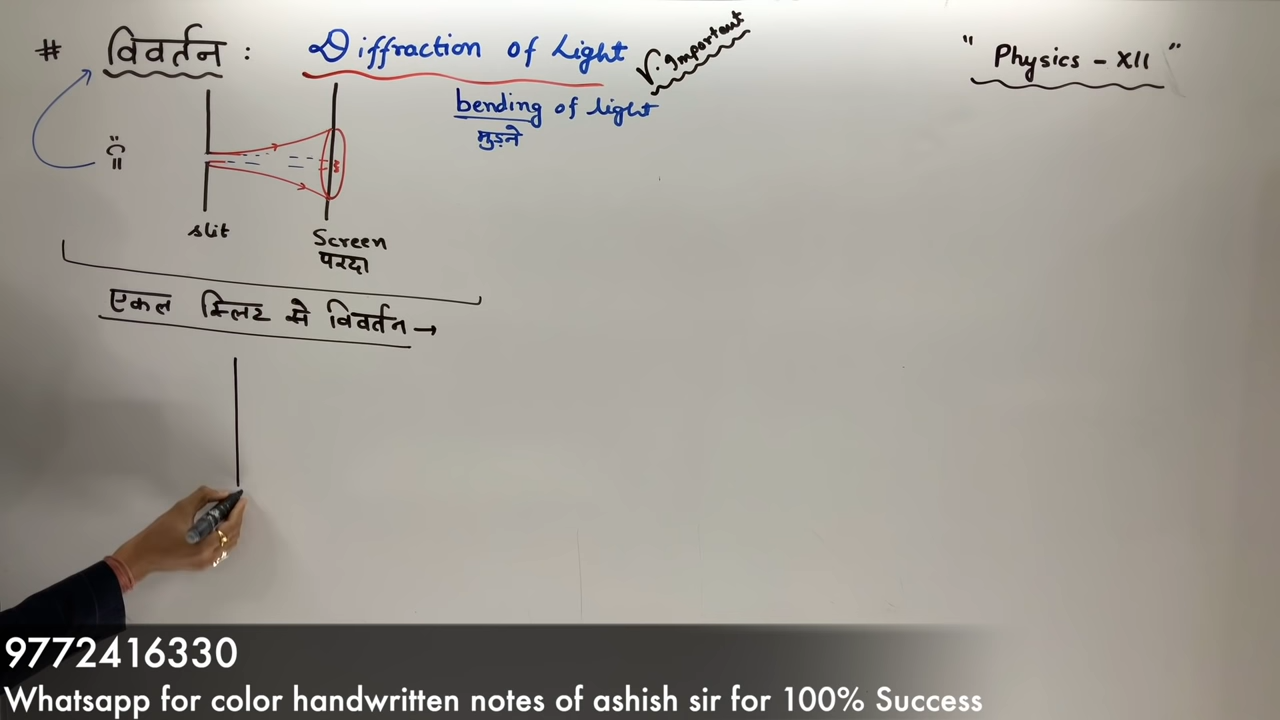 # विवर्तन : Diffraction of Light
V. Important
" Physics - XII "
bending of light
मुड़ने
slit
Screen
परदा
एकल स्लिट से विवर्तन →
9772416330
Whatsapp for color handwritten notes of ashish sir for 100% Success